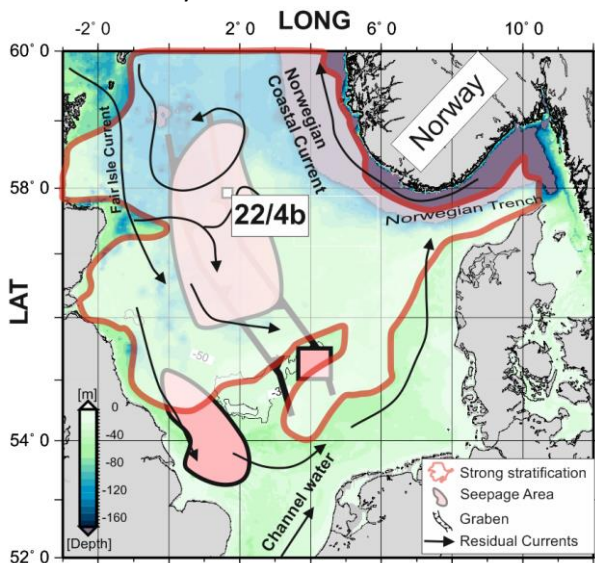 LONG
-2° 0 2° 0 6° 0 10° 0
60° 0
58° 0
54° 0
52° 0
LAT
Fair Isle Current
Norwegian
Coastal Current
Norway
Norwegian Trench
22/4b
-50
[m]
0
-40
-80
-120
-160
[Depth]
Channel water
Strong stratification
Seepage Area
Graben
Residual Currents